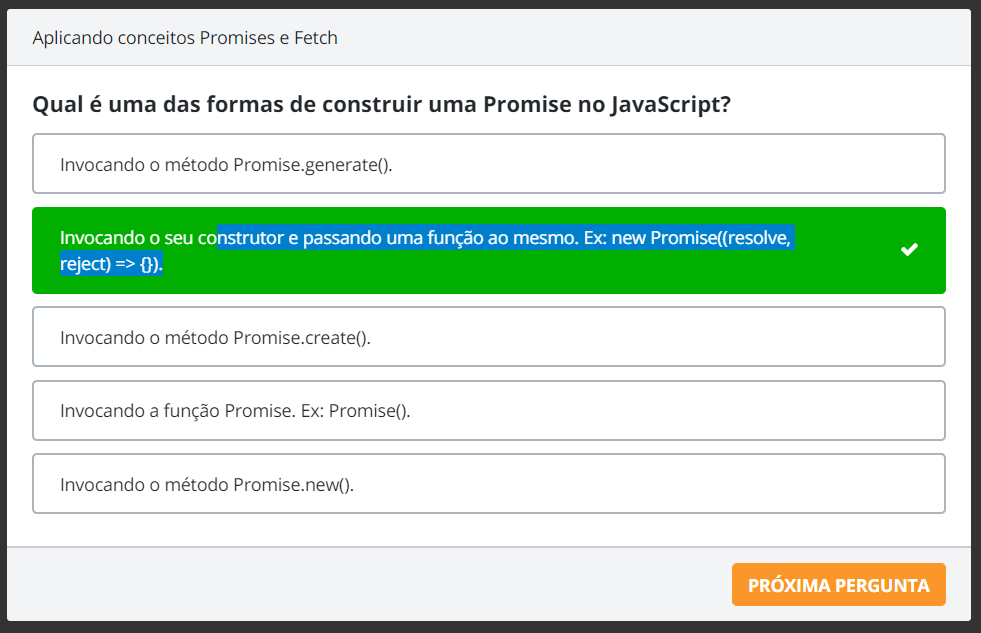 Aplicando conceitos Promises e Fetch
Qual é uma das formas de construir uma Promise no JavaScript?
Invocando o método Promise.generate().
Invocando o seu construtor e passando uma função ao mesmo. Ex: new Promise((resolve,
reject) => {}).
Invocando o método Promise.create().
Invocando a função Promise. Ex: Promise().
Invocando o método Promise.new().
PRÓXIMA PERGUNTA